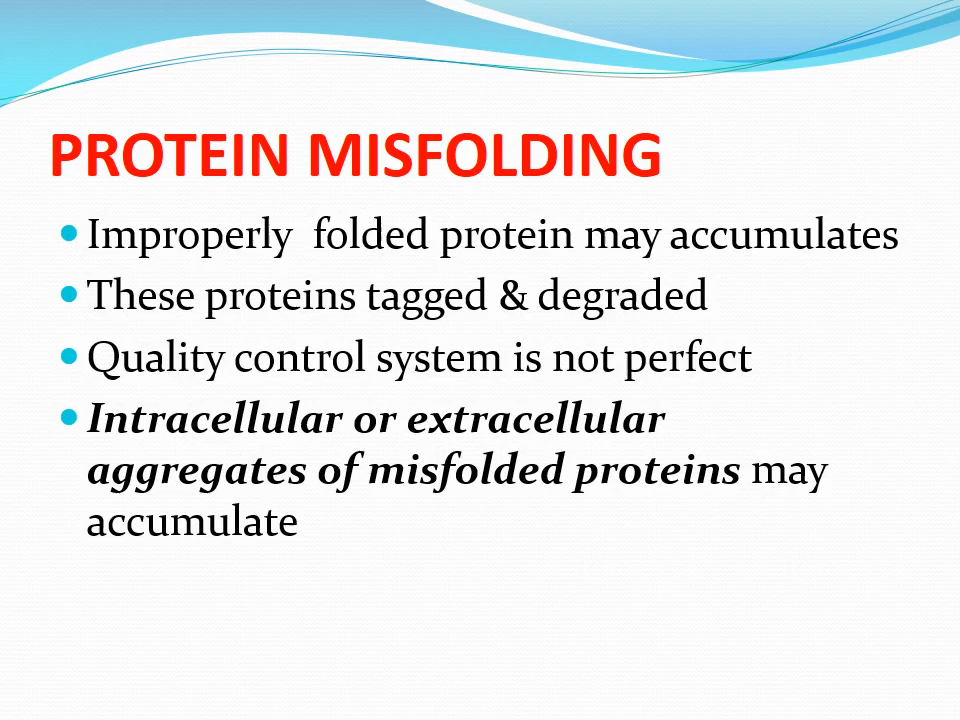 PROTEIN MISFOLDING
Improperly  folded protein may accumulates
These proteins tagged & degraded
Quality control system is not perfect
Intracellular or extracellular
aggregates of misfolded proteins may
accumulate